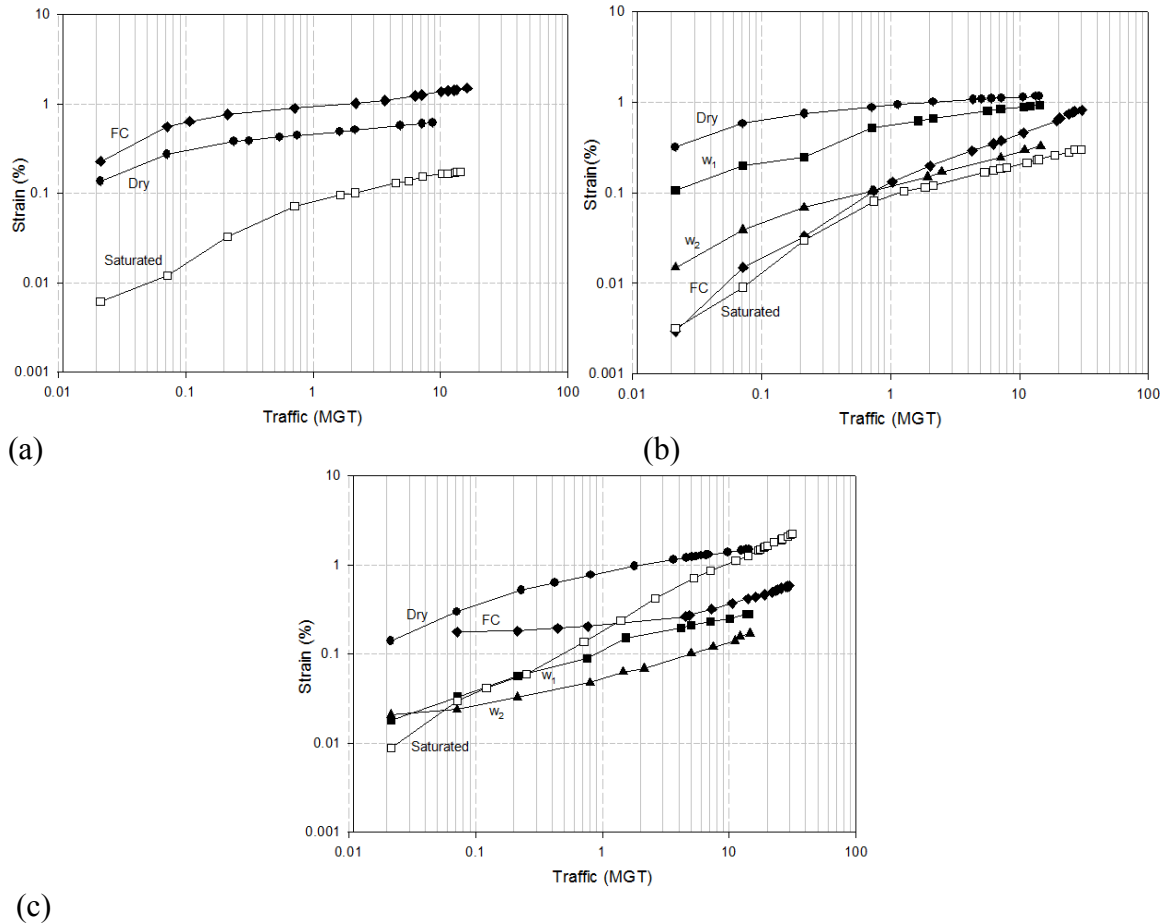 10
1
0.1
0.01
0.001
Strain (%)
FC
Dry
Saturated
0.01 0.1 1 10 100
Traffic (MGT)
(a)
10
1
0.1
0.01
0.001
Strain(%)
Dry
w1
w2
FC
Saturated
0.01 0.1 1 10 100
Traffic (MGT)
(b)
10
1
0.1
0.01
0.001
Strain (%)
Dry
FC
w1
w2
Saturated
0.01 0.1 1 10 100
Traffic (MGT)
(c)